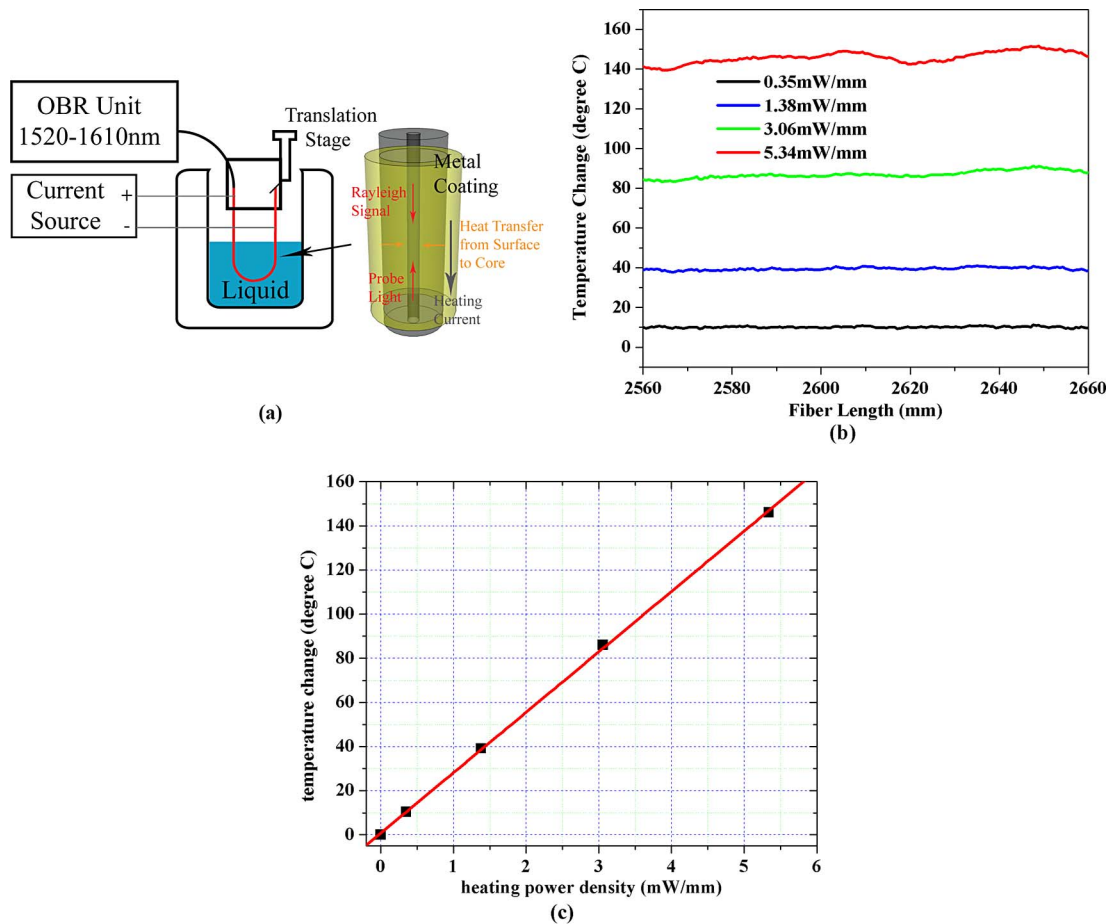 OBR Unit
1520-1610nm
Translation
Stage
Current
Source
+
-
Liquid
Metal
Coating
Rayleigh
Signal
Heat Transfer
from Surface
to Core
Probe
Light
Heating
Current
(a)
Temperature Change (degree C)
160
140
120
100
80
60
40
20
0
0.35mW/mm
1.38mW/mm
3.06mW/mm
5.34mW/mm
2560 2580 2600 2620 2640 2660
Fiber Length (mm)
(b)
temperature change (degree C)
160
140
120
100
80
60
40
20
0
0 1 2 3 4 5 6
heating power density (mW/mm)
(c)